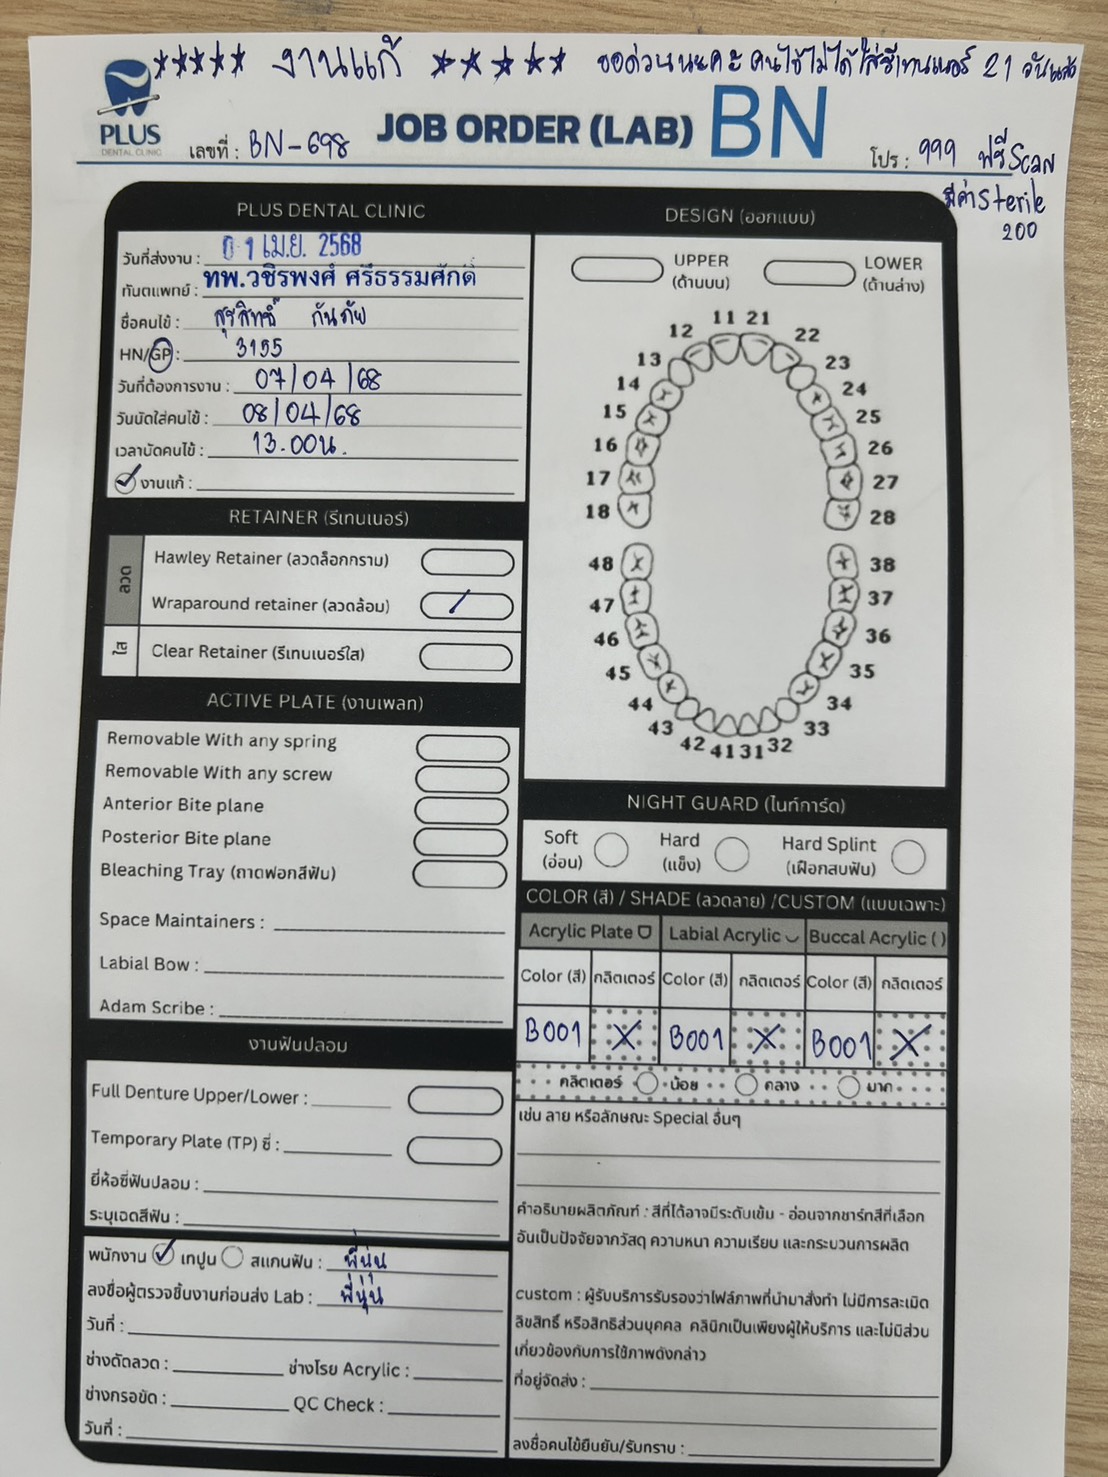 ***** งานแก้ ***** ขอด่วนนะคะ คนไข้ไม่ได้ใส่รีเทนเนอร์ 21 วันแล้ว
PLUS
DENTAL CLINIC
เลขที่ : BN-698
JOB ORDER (LAB) BN
โปร : 999 ฟรีScan
มีค่าSterile
200
PLUS DENTAL CLINIC
วันที่ส่งงาน : 01 เม.ย. 2568
ทันตแพทย์ : ทพ.วชิรพงศ์ ศรีธรรมศักดิ์
ชื่อคนไข้ : สุรสิทธิ์ กันภัย
HN/GP : 3155
วันที่ต้องการงาน : 07/04/68
วันนัดใส่คนไข้ : 08/04/68
เวลานัดคนไข้ : 13.00น.
งานแก้ :
RETAINER (รีเทนเนอร์)
ลวด
Hawley Retainer (ลวดล็อกกราม)
Wraparound retainer (ลวดล้อม)
ใส
Clear Retainer (รีเทนเนอร์ใส)
ACTIVE PLATE (งานเพลท)
Removable With any spring
Removable With any screw
Anterior Bite plane
Posterior Bite plane
Bleaching Tray (ถาดฟอกสีฟัน)
Space Maintainers :
Labial Bow :
Adam Scribe :
งานฟันปลอม
Full Denture Upper/Lower :
Temporary Plate (TP) ซี่ :
ยี่ห้อซี่ฟันปลอม :
ระบุเฉดสีฟัน :
พนักงาน เทปูน สแกนฟัน : พี่นุ่น
ลงชื่อผู้ตรวจชิ้นงานก่อนส่ง Lab : พี่นุ่น
วันที่ :
ช่างดัดลวด : ช่างโรย Acrylic :
ช่างกรอขัด : QC Check :
วันที่ :
DESIGN (ออกแบบ)
UPPER
(ด้านบน)
LOWER
(ด้านล่าง)
11 21
12 22
13 23
14 24
15 25
16 26
17 27
18 28
48 38
47 37
46 36
45 35
44 34
43 33
42 41 31 32
NIGHT GUARD (ไนท์การ์ด)
Soft
(อ่อน)
Hard
(แข็ง)
Hard Splint
(เฝือกสบฟัน)
COLOR (สี) / SHADE (ลวดลาย) /CUSTOM (แบบเฉพาะ)
Acrylic Plate Labial Acrylic Buccal Acrylic ( )
Color (สี) กลิตเตอร์ Color (สี) กลิตเตอร์ Color (สี) กลิตเตอร์
B001 X B001 X B001 X
กลิตเตอร์ น้อย กลาง มาก
เช่น ลาย หรือลักษณะ Special อื่นๆ
คำอธิบายผลิตภัณฑ์ : สีที่ได้อาจมีระดับเข้ม - อ่อนจากชาร์ทสีที่เลือก
อันเป็นปัจจัยจากวัสดุ ความหนา ความเรียบ และกระบวนการผลิต
custom : ผู้รับบริการรับรองว่าไฟล์ภาพที่นำมาสั่งทำ ไม่มีการละเมิด
ลิขสิทธิ์ หรือสิทธิส่วนบุคคล คลินิกเป็นเพียงผู้ให้บริการ และไม่มีส่วน
เกี่ยวข้องกับการใช้ภาพดังกล่าว
ที่อยู่จัดส่ง :
ลงชื่อคนไข้ยืนยัน/รับทราบ :